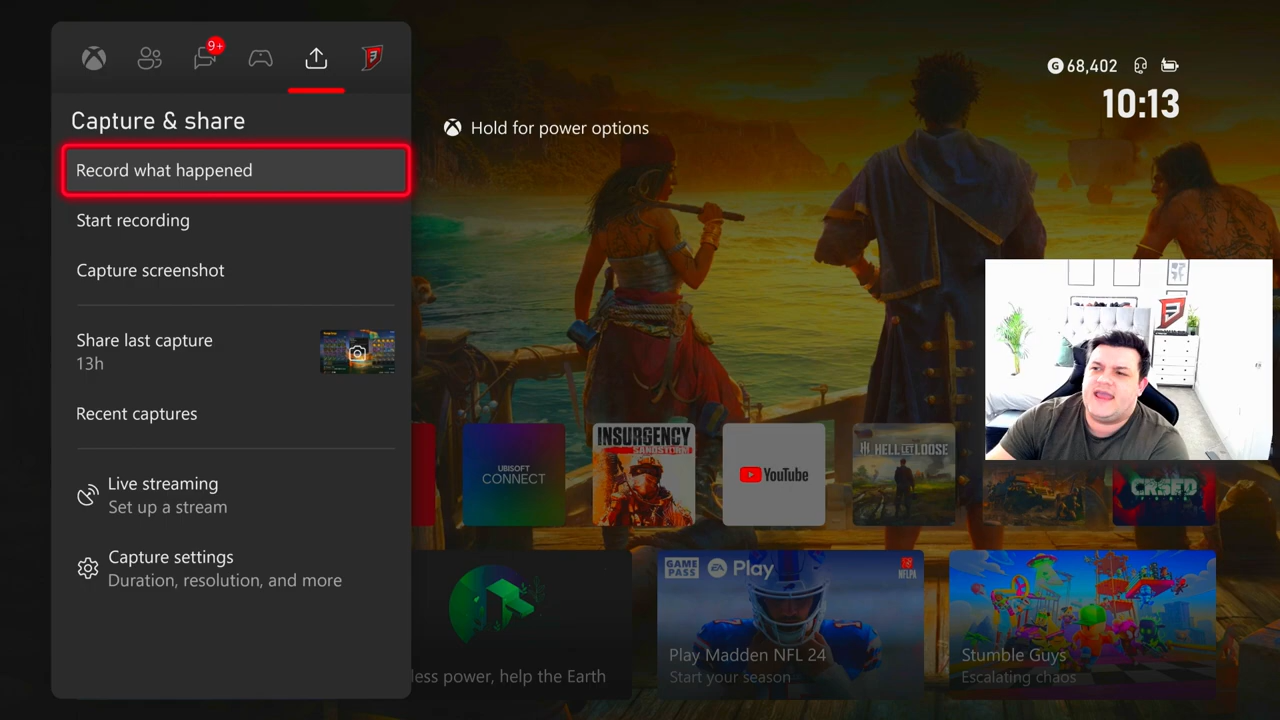 9+
Capture & share
Record what happened
Start recording
Capture screenshot
Share last capture
13h
Recent captures
Live streaming
Set up a stream
Capture settings
Duration, resolution, and more
Hold for power options
G 68,402
10:13
UBISOFT
CONNECT
INSURGENCY
SANDSTORM
YouTube
HELL LET LOOSE
CRSED
less power, help the Earth
GAME
PASS
EA Play
NFLPA
Play Madden NFL 24
Start your season
Stumble Guys
Escalating chaos